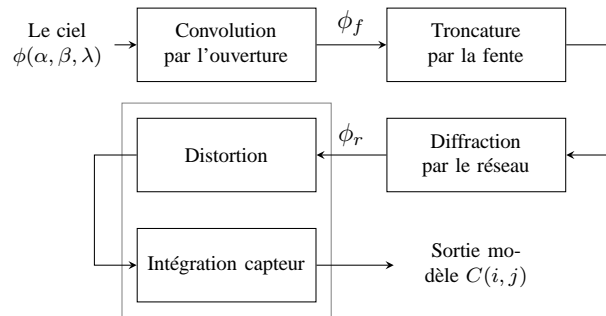 Le ciel
ϕ(α, β, λ)
Convolution
par l'ouverture
ϕ_f
Troncature
par la fente
Distortion
ϕ_r
Diffraction
par le réseau
Intégration capteur
Sortie mo-
dèle C(i, j)